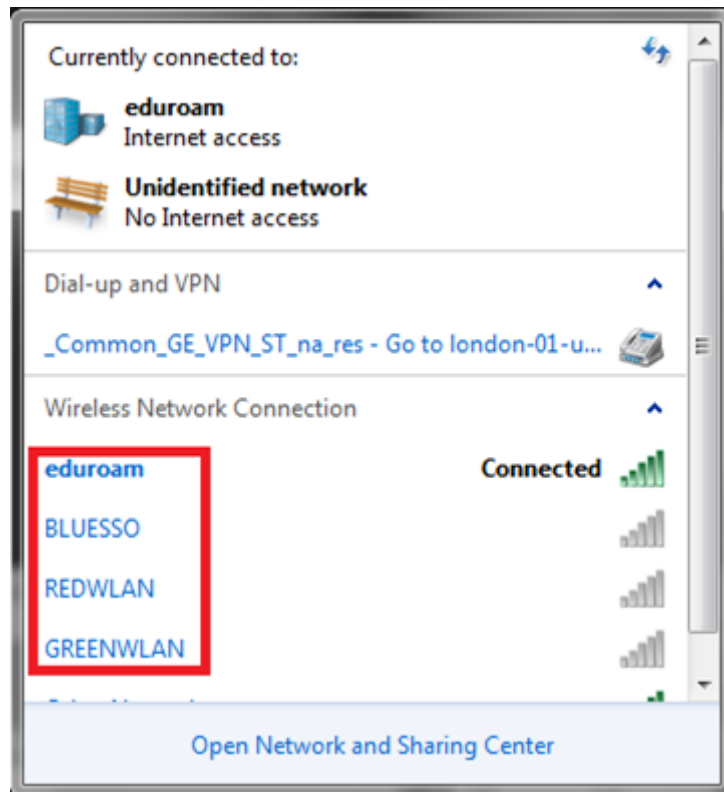 Currently connected to:
eduroam
Internet access
Unidentified network
No Internet access
Dial-up and VPN
_Common_GE_VPN_ST_na_res - Go to london-01-u...
Wireless Network Connection
eduroam Connected
BLUESSO
REDWLAN
GREENWLAN
Open Network and Sharing Center